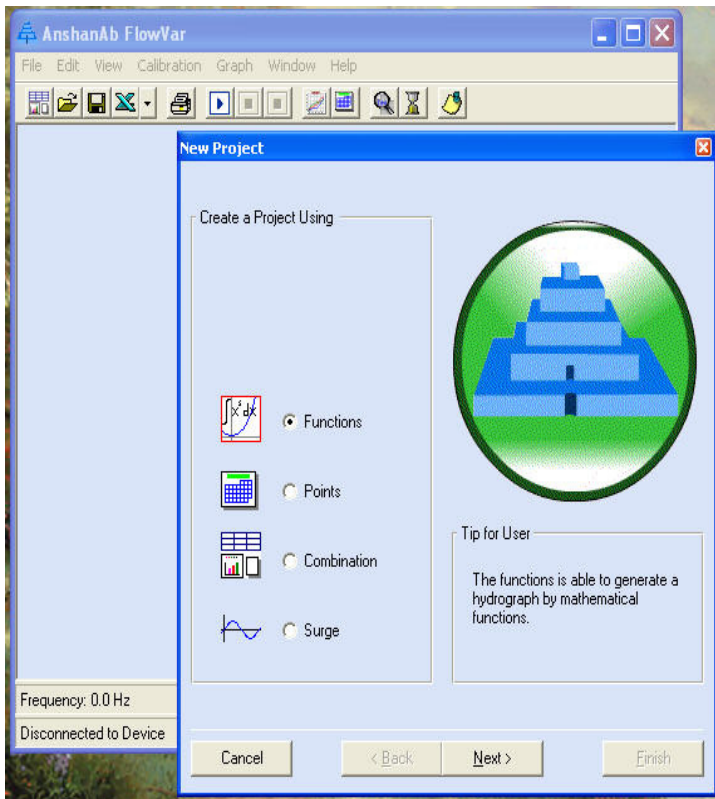 AnshanAb FlowVar
File Edit View Calibration Graph Window Help
New Project
Create a Project Using
Functions
Points
Combination
Surge
Tip for User
The functions is able to generate a
hydrograph by mathematical
functions.
Frequency: 0.0 Hz
Disconnected to Device
Cancel
< Back
Next >
Finish